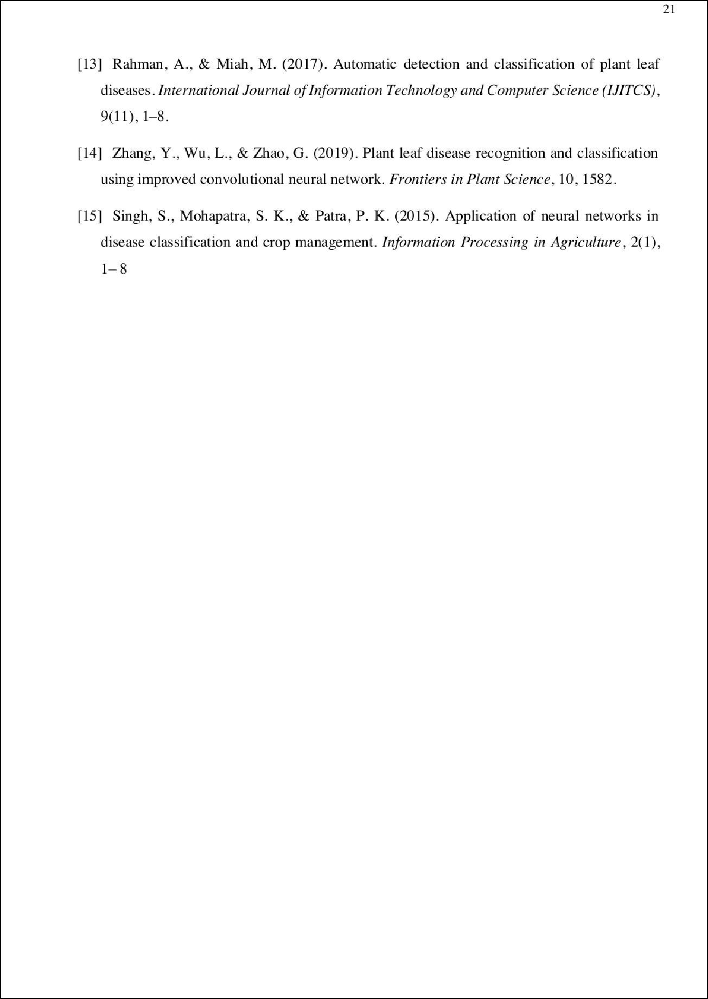 21
[13] Rahman, A., & Miah, M. (2017). Automatic detection and classification of plant leaf
diseases. International Journal of Information Technology and Computer Science (IJITCS),
9(11), 1–8.
[14] Zhang, Y., Wu, L., & Zhao, G. (2019). Plant leaf disease recognition and classification
using improved convolutional neural network. Frontiers in Plant Science, 10, 1582.
[15] Singh, S., Mohapatra, S. K., & Patra, P. K. (2015). Application of neural networks in
disease classification and crop management. Information Processing in Agriculture, 2(1),
1– 8